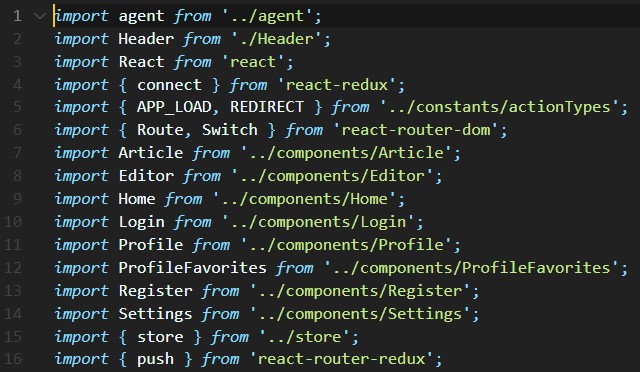 1 import agent from '../agent';
2 import Header from './Header';
3 import React from 'react';
4 import { connect } from 'react-redux';
5 import { APP_LOAD, REDIRECT } from '../constants/actionTypes';
6 import { Route, Switch } from 'react-router-dom';
7 import Article from '../components/Article';
8 import Editor from '../components/Editor';
9 import Home from '../components/Home';
10 import Login from '../components/Login';
11 import Profile from '../components/Profile';
12 import ProfileFavorites from '../components/ProfileFavorites';
13 import Register from '../components/Register';
14 import Settings from '../components/Settings';
15 import { store } from '../store';
16 import { push } from 'react-router-redux';